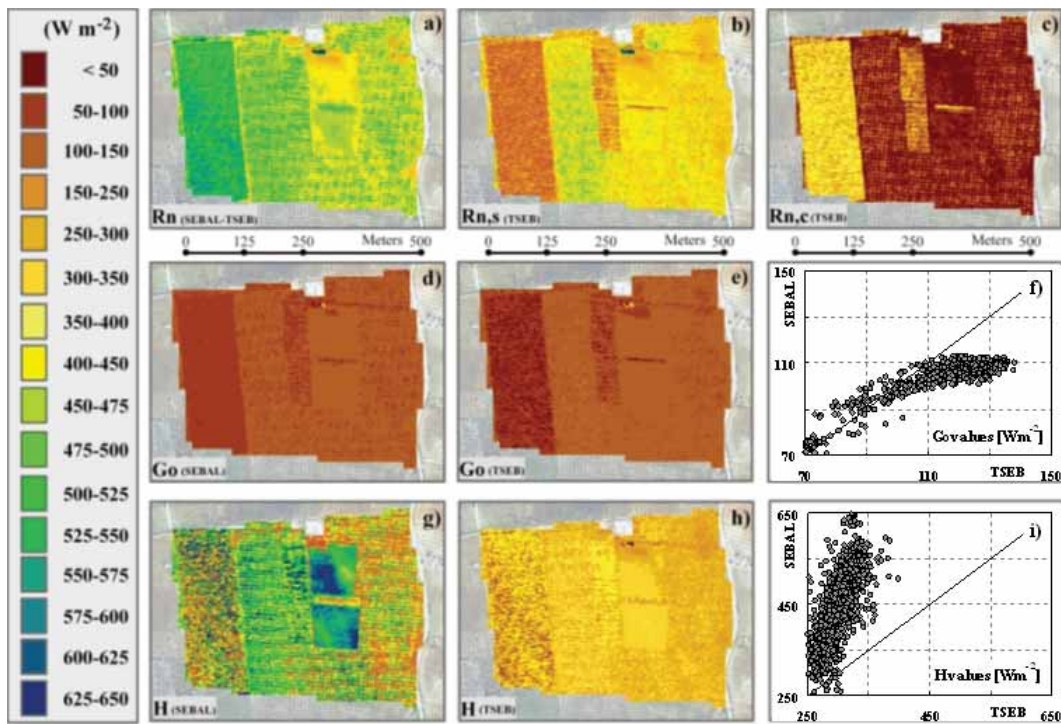 (W m-2)
< 50
50-100
100-150
150-250
250-300
300-350
350-400
400-450
450-475
475-500
500-525
525-550
550-575
575-600
600-625
625-650
a)
Rn (SEBAL-TSEB)
b)
Rn,s (TSEB)
c)
Rn,c (TSEB)
0 125 250 Meters 500
0 125 250 Meters 500
0 125 250 Meters 500
d)
Go (SEBAL)
e)
Go (TSEB)
150
SEBAL
f)
110
Go values [Wm-2]
70
70 110 TSEB 150
g)
H (SEBAL)
h)
H (TSEB)
650
SEBAL
i)
450
H values [Wm-2]
250
250 450 TSEB 650